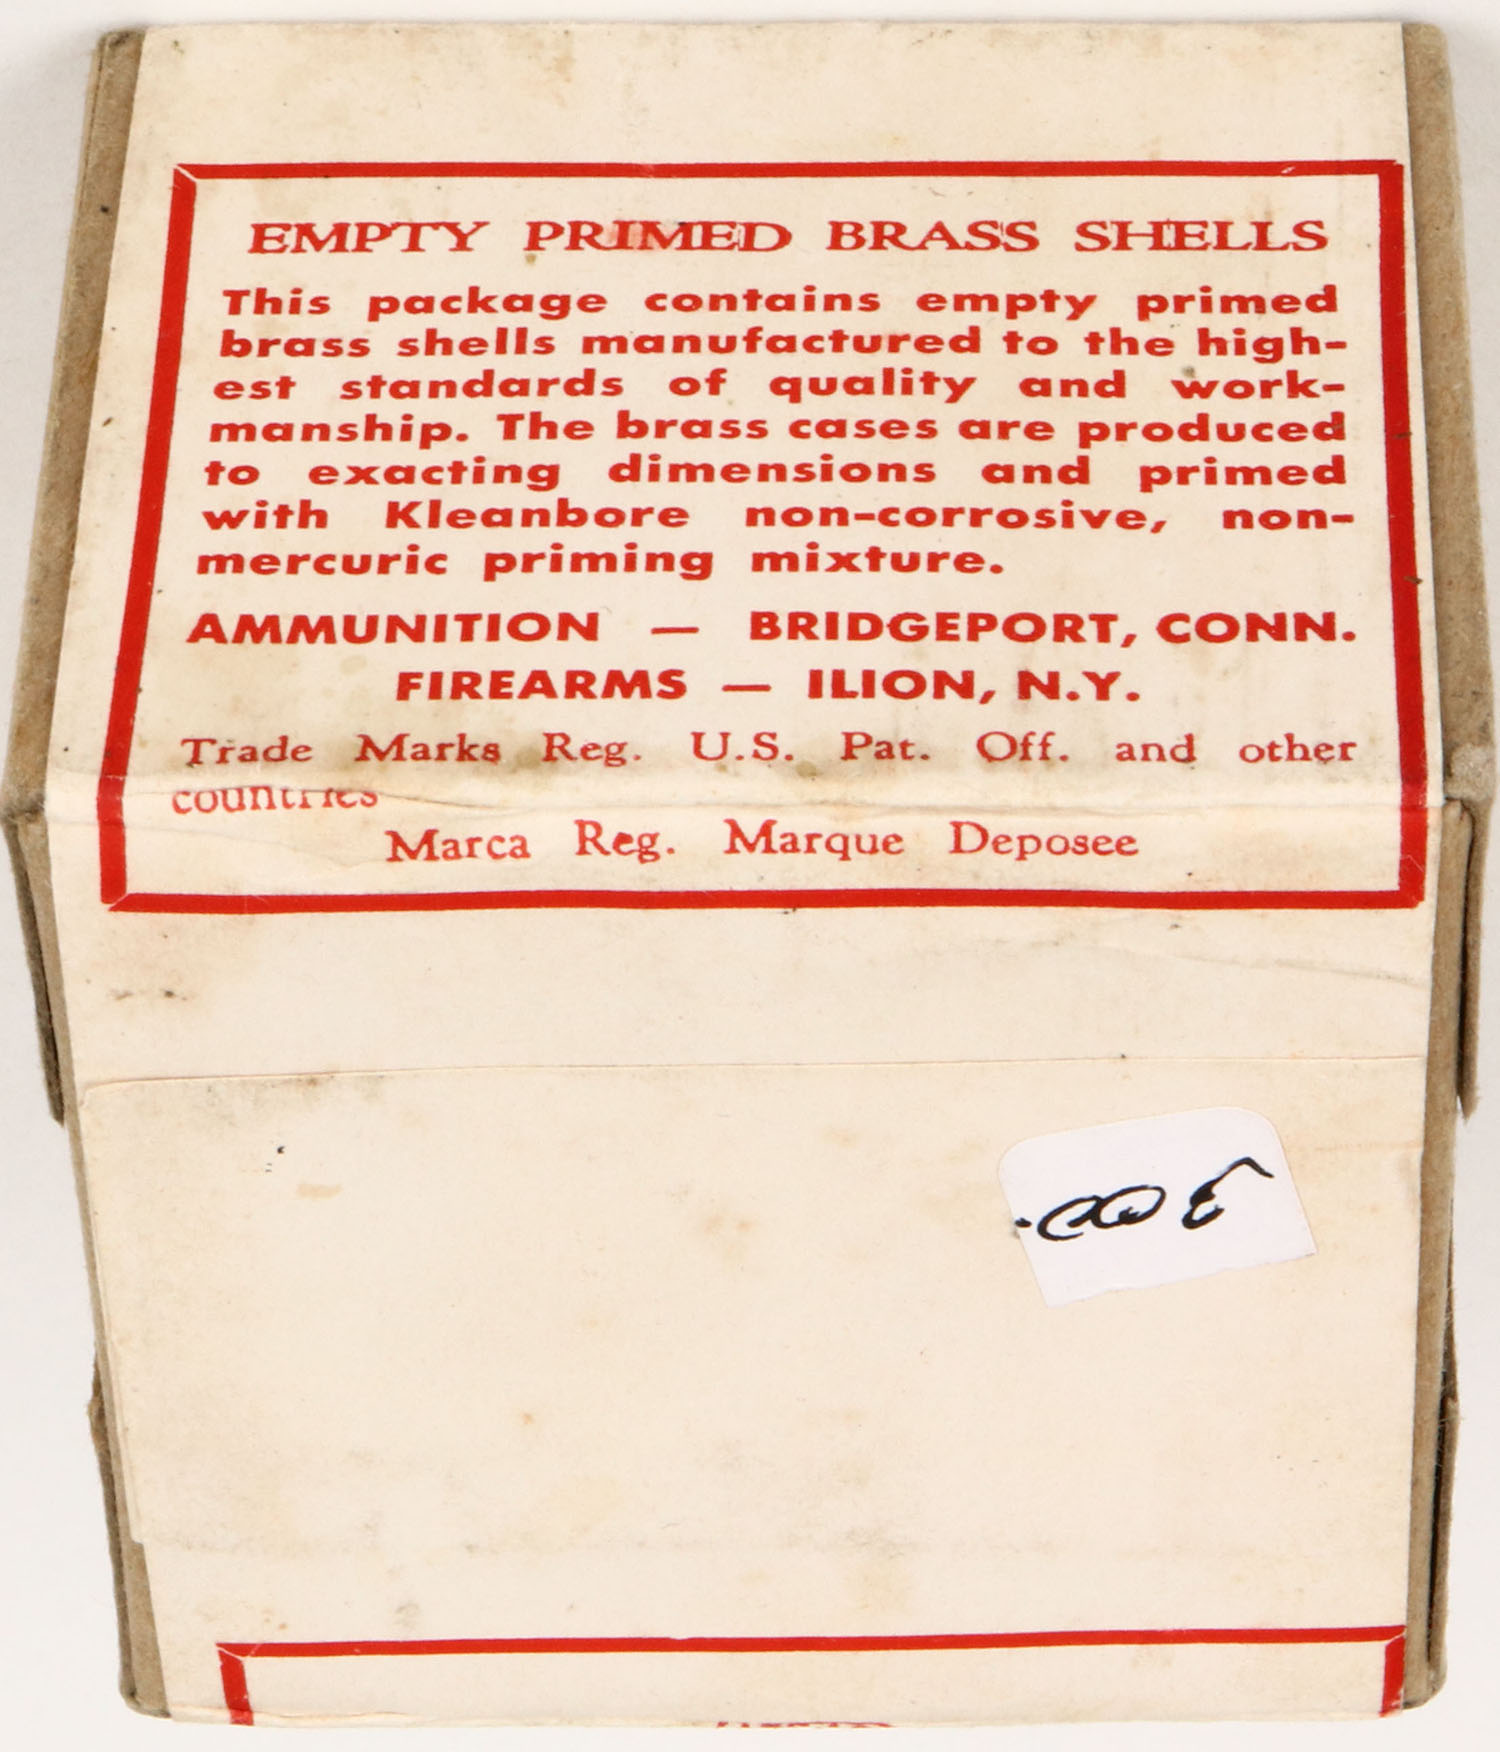 EMPTY PRIMED BRASS SHELLS
This package contains empty primed
brass shells manufactured to the high-
est standards of quality and work-
manship. The brass cases are produced
to exacting dimensions and primed
with Kleanbore non-corrosive, non-
mercuric priming mixture.
AMMUNITION — BRIDGEPORT, CONN.
FIREARMS — ILION, N.Y.
Trade Marks Reg. U.S. Pat. Off. and other
countries
Marca Reg. Marque Deposee